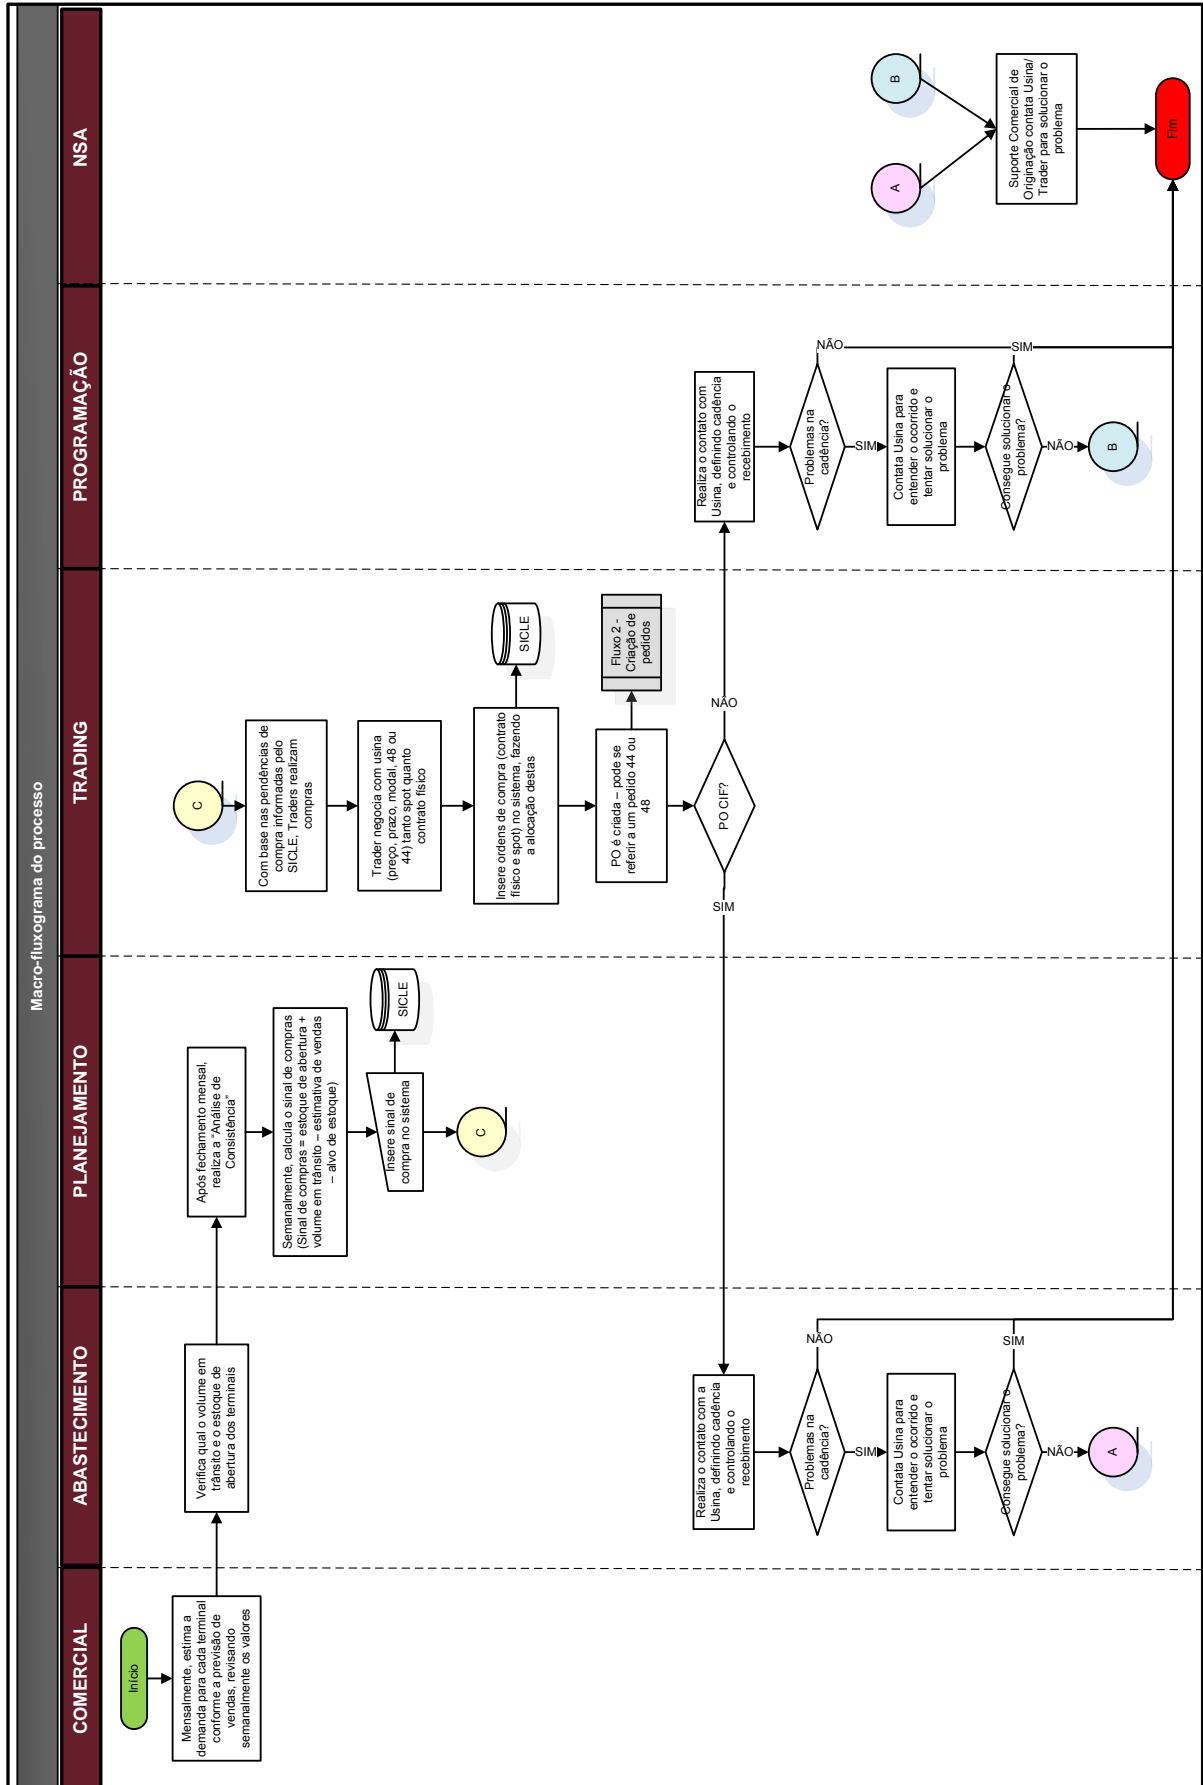 Macro-fluxograma do processo
COMERCIAL
ABASTECIMENTO
PLANEJAMENTO
TRADING
PROGRAMAÇÃO
NSA
Início
Mensalmente, estima a
demanda para cada terminal
conforme a previsão de
vendas, revisando
semanalmente os valores
Verifica qual o volume em
trânsito e o estoque de
abertura dos terminais
Após fechamento mensal,
realiza a “Análise de
Consistência”
Semanalmente, calcula o sinal de compras
(Sinal de compras = estoque de abertura +
volume em trânsito – estimativa de vendas
– alvo de estoque)
Insere sinal de
compra no sistema
SICLE
C
C
Com base nas pendências de
compra informadas pelo
SICLE, Traders realizam
compras
Trader negocia com usina
(preço, prazo, modal, 48 ou
44) tanto spot quanto
contrato físico
Insere ordens de compra (contrato
físico e spot) no sistema, fazendo
a alocação destas
SICLE
PO é criada – pode se
referir a um pedido 44 ou
48
Fluxo 2 -
Criação de
pedidos
PO CIF?
SIM
NÃO
Realiza o contato com a
Usina, definindo cadência
e controlando o
recebimento
Problemas na
cadência?
NÃO
SIM
Contata Usina para
entender o ocorrido e
tentar solucionar o
problema
Consegue solucionar o
problema?
SIM
NÃO
A
Realiza o contato com
Usina, definindo cadência
e controlando o
recebimento
Problemas na
cadência?
NÃO
SIM
Contata Usina para
entender o ocorrido e
tentar solucionar o
problema
Consegue solucionar o
problema?
SIM
NÃO
B
A
B
Suporte Comercial de
Originação contata Usina/
Trader para solucionar o
problema
Fim